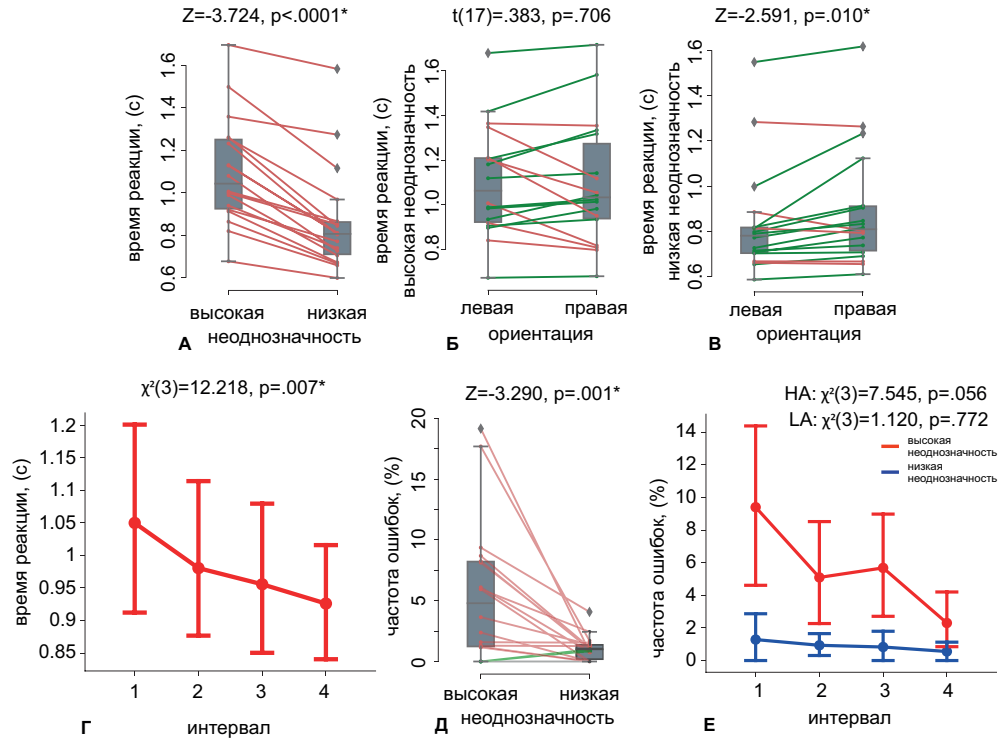 Z=-3.724, p<.0001*
время реакции, (с)
1.6
1.4
1.2
1.0
0.8
0.6
высокая
низкая
неоднозначность
А
t(17)=.383, p=.706
время реакции, (с)
высокая неоднозначность
1.6
1.4
1.2
1.0
0.8
левая
правая
ориентация
Б
Z=-2.591, p=.010*
время реакции, (с)
низкая неоднозначность
1.6
1.4
1.2
1.0
0.8
0.6
левая
правая
ориентация
В
χ²(3)=12.218, p=.007*
время реакции, (с)
1.2
1.15
1.1
1.05
1
0.95
0.9
0.85
1 2 3 4
интервал
Г
Z=-3.290, p=.001*
частота ошибок, (%)
20
15
10
5
0
высокая
низкая
неоднозначность
Д
HA: χ²(3)=7.545, p=.056
LA: χ²(3)=1.120, p=.772
высокая
неоднозначность
низкая
неоднозначность
частота ошибок, (%)
14
12
10
8
6
4
2
0
1 2 3 4
интервал
Е